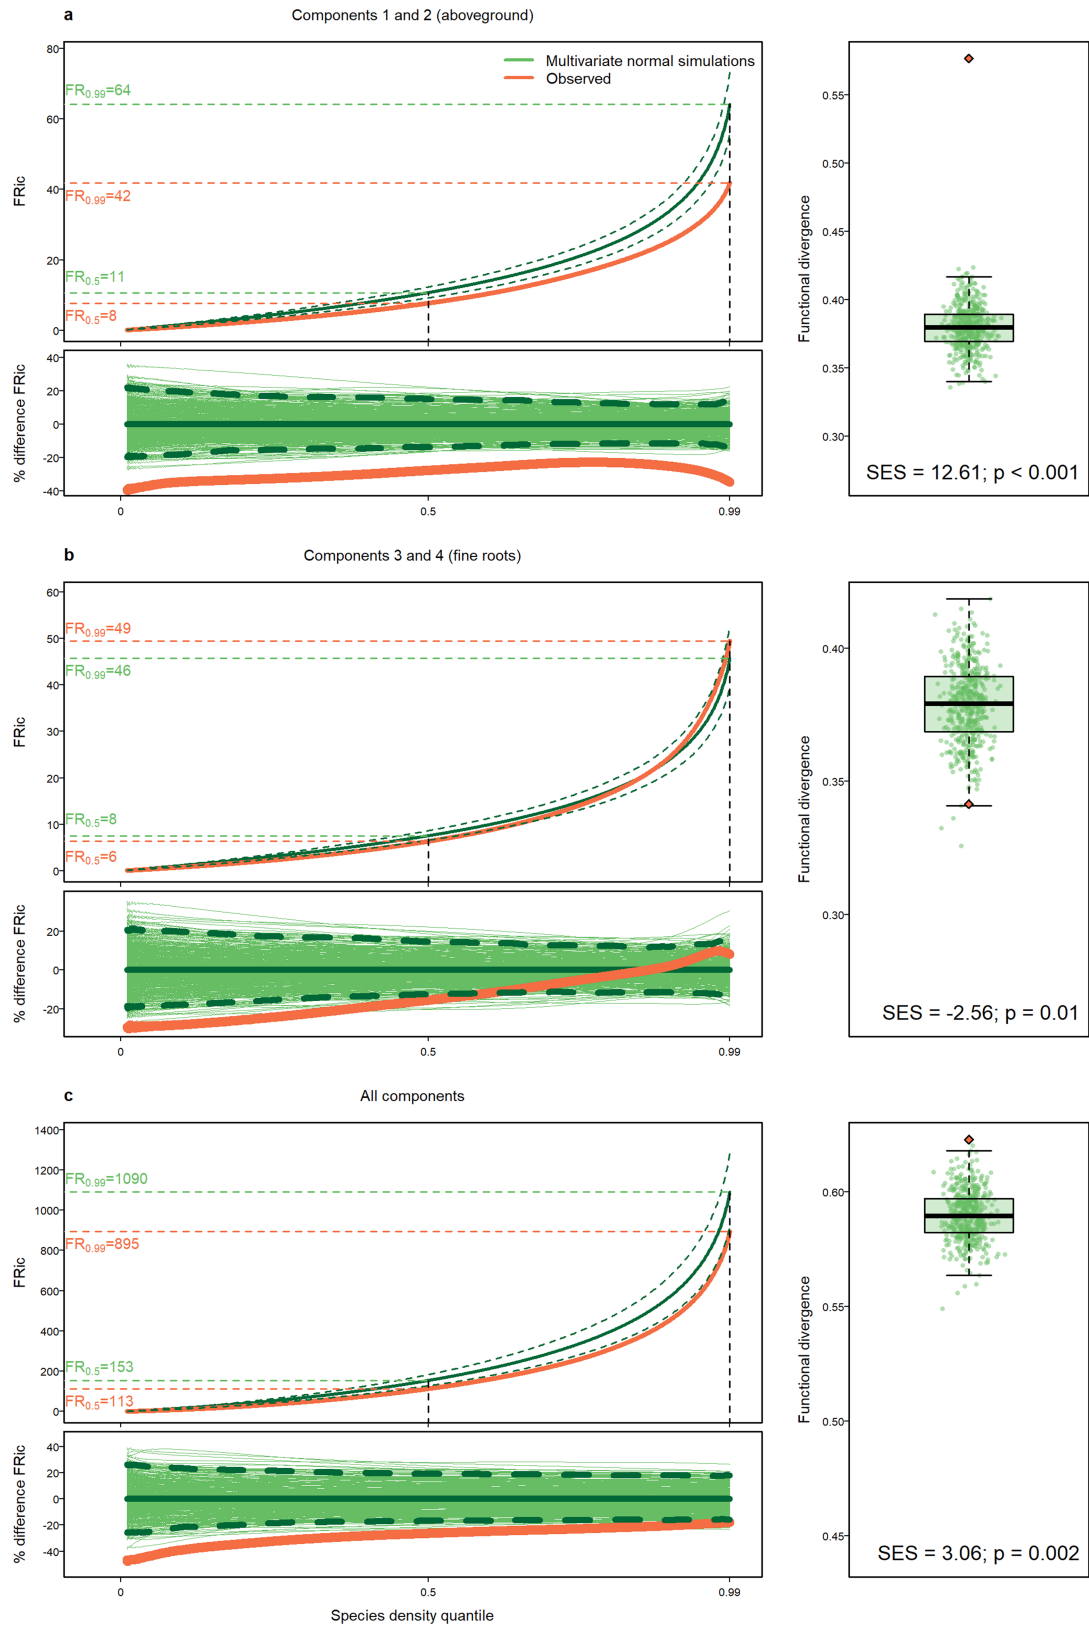 a
Components 1 and 2 (aboveground)
80
60
40
20
0
FRic
FR0.99=64
FR0.99=42
FR0.5=11
FR0.5=8
Multivariate normal simulations
Observed
40
20
0
-20
-40
% difference FRic
0
0.5
0.99
0.55
0.50
0.45
0.40
0.35
0.30
Functional divergence
SES = 12.61; p < 0.001
b
Components 3 and 4 (fine roots)
60
50
40
30
20
10
0
FRic
FR0.99=49
FR0.99=46
FR0.5=8
FR0.5=6
20
0
-20
% difference FRic
0
0.5
0.99
0.40
0.35
0.30
Functional divergence
SES = -2.56; p = 0.01
c
All components
1400
1200
1000
800
600
400
200
0
FRic
FR0.99=1090
FR0.99=895
FR0.5=153
FR0.5=113
40
20
0
-20
-40
% difference FRic
0
0.5
0.99
Species density quantile
0.60
0.55
0.50
0.45
Functional divergence
SES = 3.06; p = 0.002